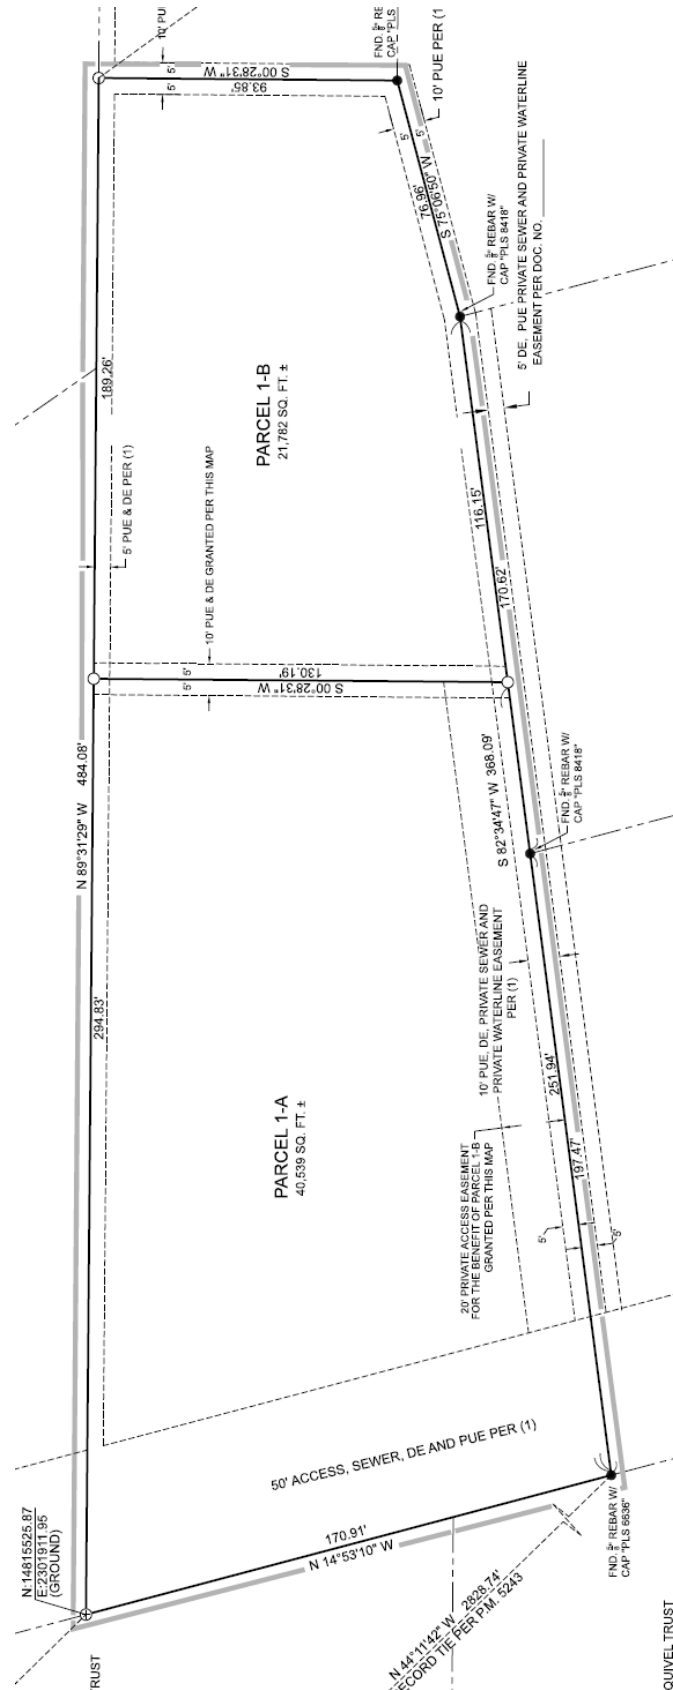 10' PU
FND. ⅝" RE
CAP "PLS
10' PUE PER (1
5'
S 00°28'31" W
93.85'
5'
5'
5'
76.96'
S 75°06'50" W
FND. ⅝" REBAR W/
CAP "PLS 8418"
5' DE, PUE PRIVATE SEWER AND PRIVATE WATERLINE
EASEMENT PER DOC. NO.
189.26'
PARCEL 1-B
21,782 SQ. FT. ±
5' PUE & DE PER (1)
10' PUE & DE GRANTED PER THIS MAP
116.15'
170.62'
5'
130.19'
5'
S 00°28'31" W
N 89°31'29" W 484.08'
S 82°34'47" W 368.09'
FND. ⅝" REBAR W/
CAP "PLS 8418"
294.83'
10' PUE, DE, PRIVATE SEWER AND
PRIVATE WATERLINE EASEMENT
PER (1)
251.94'
PARCEL 1-A
40,539 SQ. FT. ±
20' PRIVATE ACCESS EASEMENT
FOR THE BENEFIT OF PARCEL 1-B
GRANTED PER THIS MAP
197.47'
5'
5'
50' ACCESS, SEWER, DE AND PUE PER (1)
N:14815525.87
E:2301911.95
(GROUND)
170.91'
N 14°53'10" W
FND. ⅝" REBAR W/
CAP "PLS 6636"
N 44°11'42" W 2828.74'
ECORD TIE PER P.M. 5243
RUST
QUIVEL TRUST